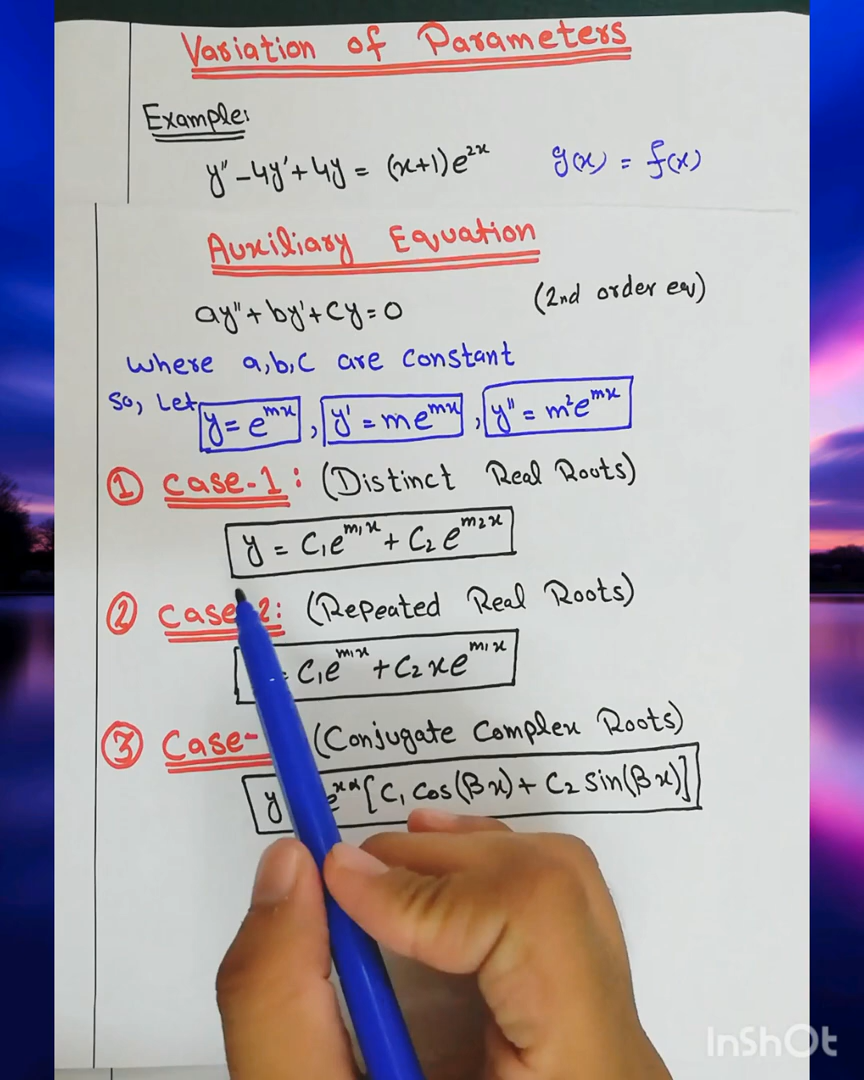 Variation of Parameters
Example:
y" - 4y' + 4y = (x+1)e²ˣ g(x) = f(x)
Auxiliary Equation
ay" + by' + cy = 0 (2nd order eq)
where a,b,c are constant
So, Let y = e^{mx}, y' = me^{mx}, y" = m²e^{mx}
① Case-1: (Distinct Real Roots)
y = C₁e^{m₁x} + C₂e^{m₂x}
② Case-2: (Repeated Real Roots)
= C₁e^{m₁x} + C₂xe^{m₁x}
③ Case- (Conjugate Complex Roots)
y e^{xα}[C₁ Cos(βx) + C₂ Sin(βx)]
InShOt